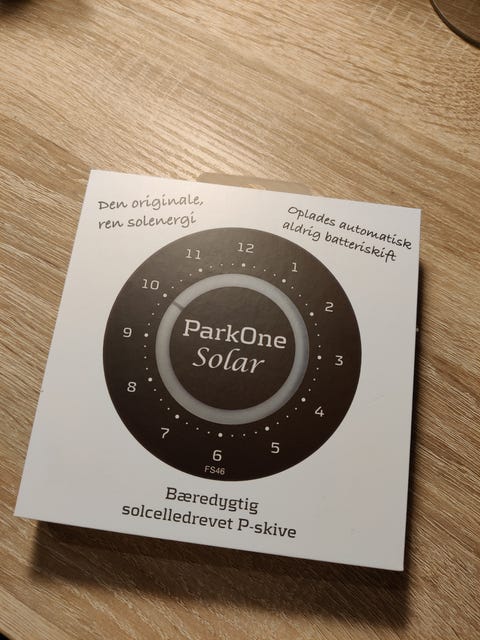 Den originale,
ren solenergi
Oplades automatisk
aldrig batteriskift
12
1
2
3
4
5
6
7
8
9
10
11
ParkOne
Solar
FS46
Bæredygtig
solcelledrevet P-skive